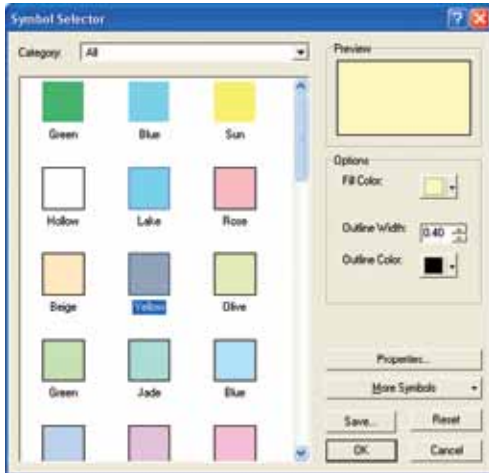 Symbol Selector
Category: All
Green Blue Sun
Hollow Lake Rose
Beige Yellow Olive
Green Jade Blue
Preview
Options
Fill Color:
Outline Width: 0.40
Outline Color:
Properties...
More Symbols
Save... Reset
OK Cancel